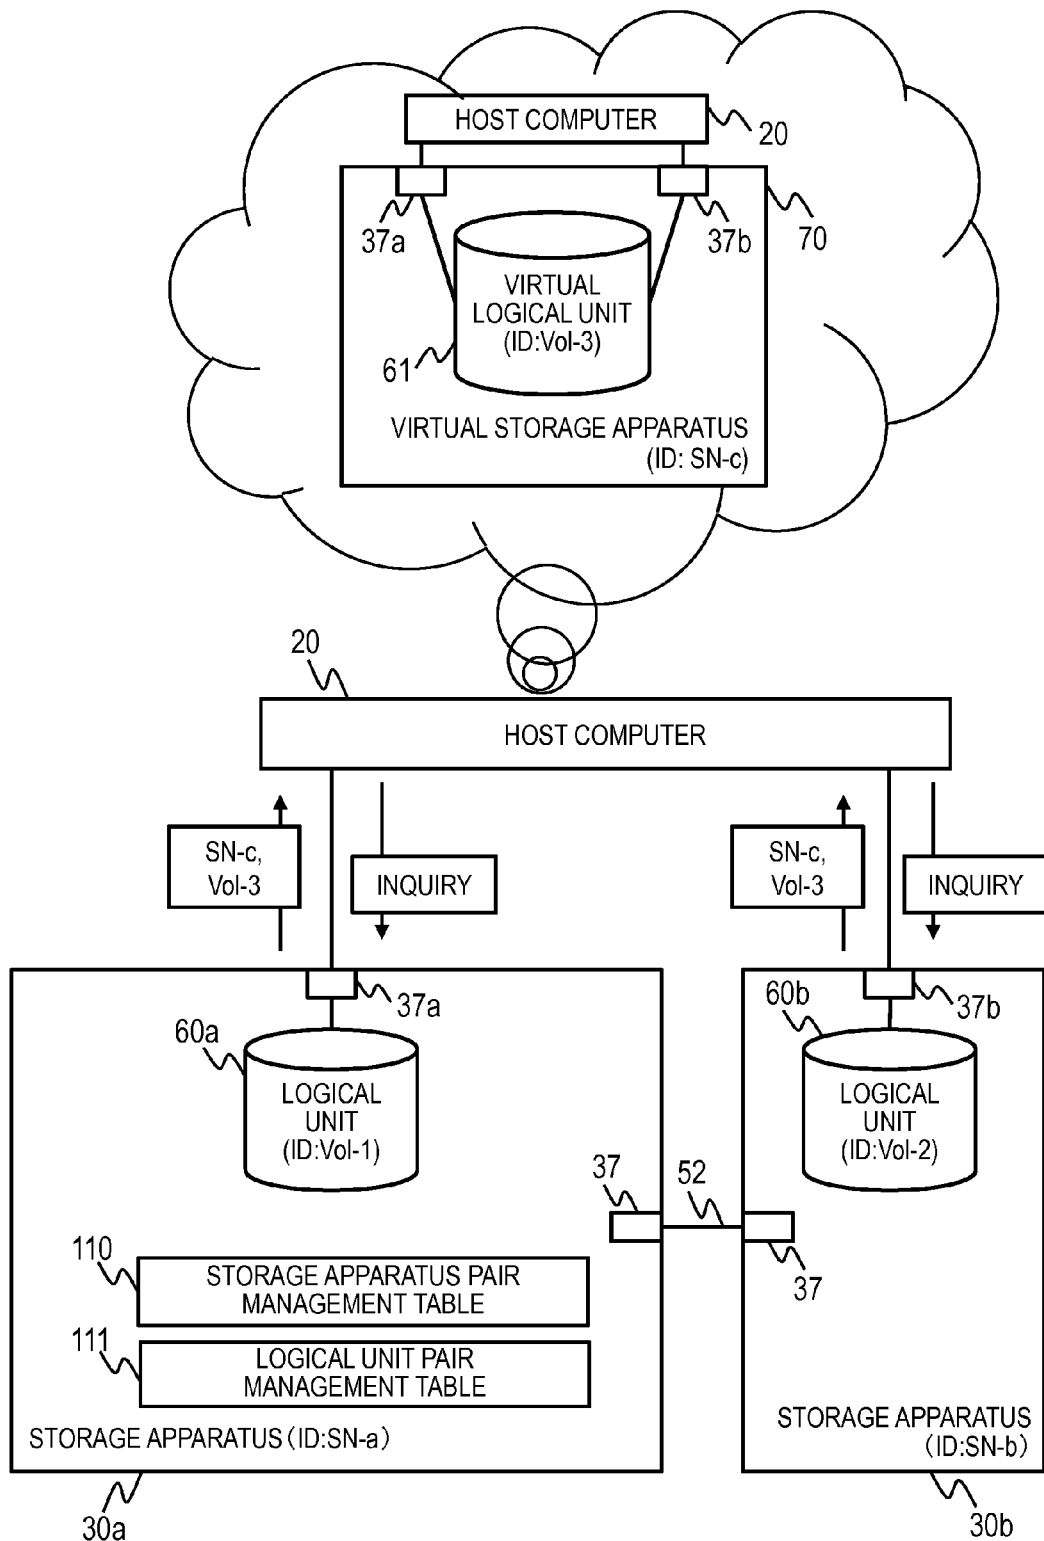 HOST COMPUTER
20
37a
37b
70
VIRTUAL
LOGICAL UNIT
(ID:Vol-3)
61
VIRTUAL STORAGE APPARATUS
(ID: SN-c)
20
HOST COMPUTER
SN-c,
Vol-3
INQUIRY
SN-c,
Vol-3
INQUIRY
37a
60a
LOGICAL
UNIT
(ID:Vol-1)
60b
37b
LOGICAL
UNIT
(ID:Vol-2)
37
52
37
110
STORAGE APPARATUS PAIR
MANAGEMENT TABLE
111
LOGICAL UNIT PAIR
MANAGEMENT TABLE
STORAGE APPARATUS (ID:SN-a)
STORAGE APPARATUS
(ID:SN-b)
30a
30b